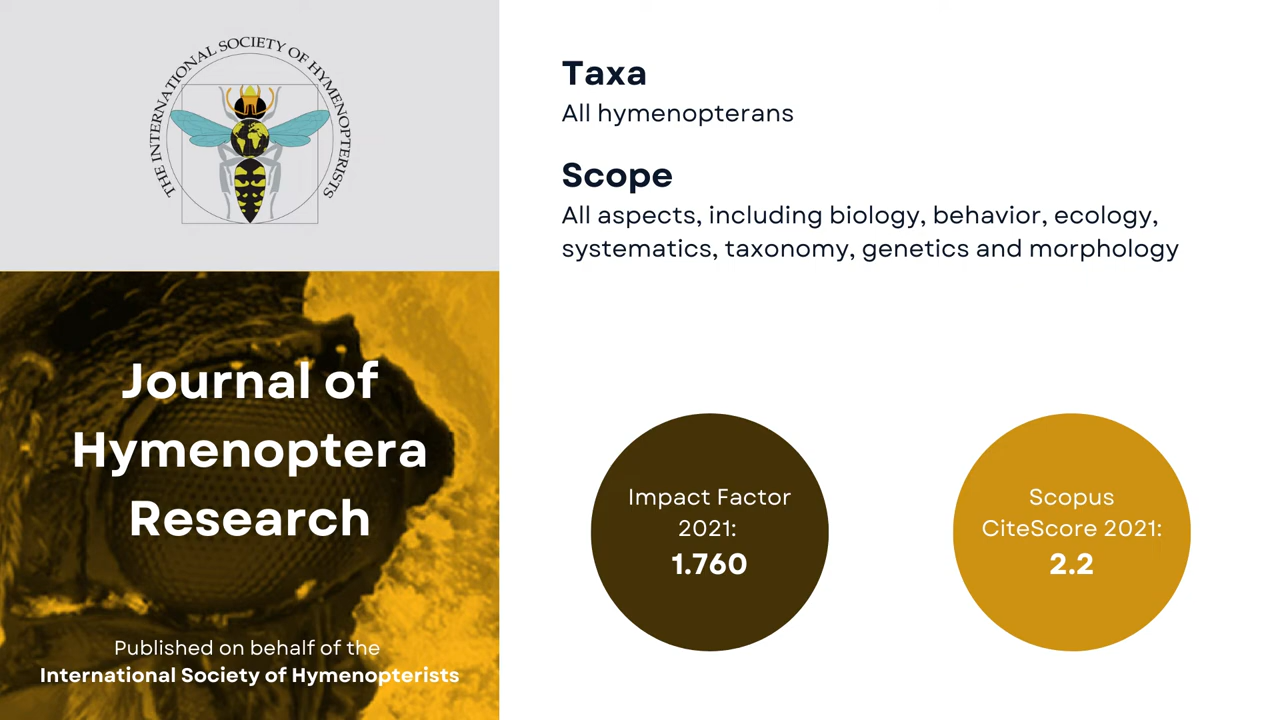 THE INTERNATIONAL SOCIETY OF HYMENOPTERISTS
Journal of
Hymenoptera
Research
Published on behalf of the
International Society of Hymenopterists
Taxa
All hymenopterans
Scope
All aspects, including biology, behavior, ecology,
systematics, taxonomy, genetics and morphology
Impact Factor
2021:
1.760
Scopus
CiteScore 2021:
2.2